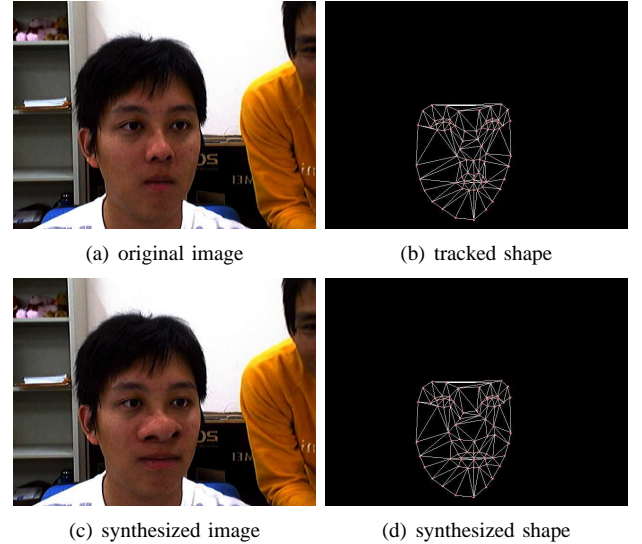 (a) original image
(b) tracked shape
(c) synthesized image
(d) synthesized shape